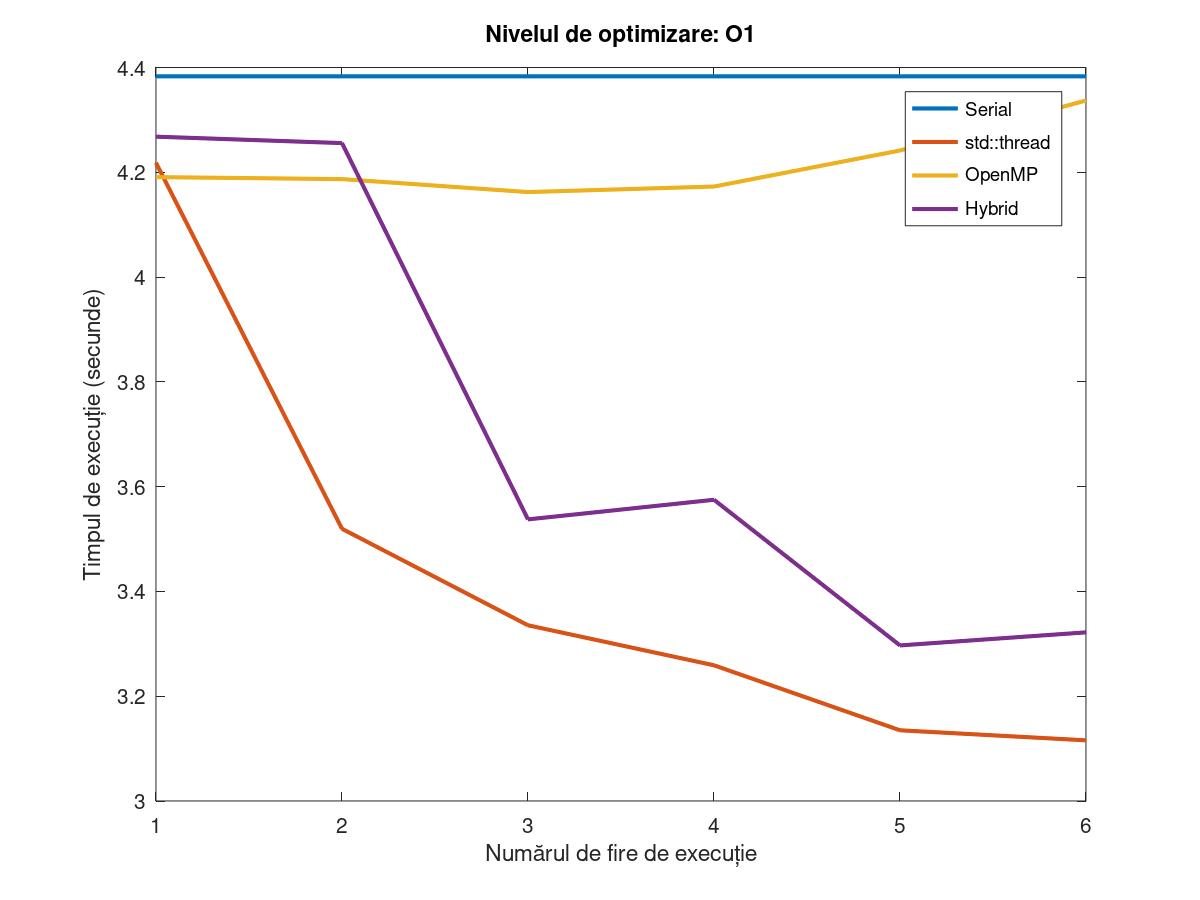 Nivelul de optimizare: O1
4.4
4.2
4
3.8
3.6
3.4
3.2
3
Timpul de execuție (secunde)
Serial
std::thread
OpenMP
Hybrid
1 2 3 4 5 6
Numărul de fire de execuție